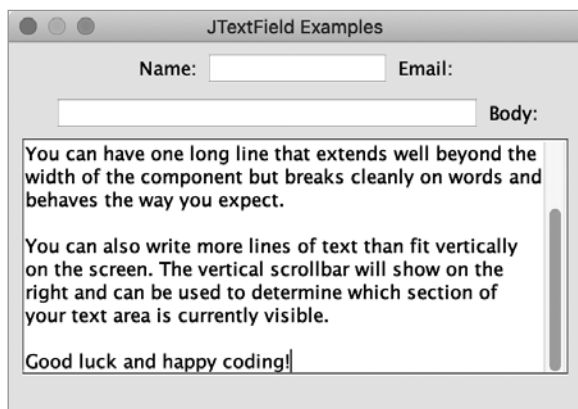 JTextField Examples
Name: Email:
Body:
You can have one long line that extends well beyond the
width of the component but breaks cleanly on words and
behaves the way you expect.
You can also write more lines of text than fit vertically
on the screen. The vertical scrollbar will show on the
right and can be used to determine which section of
your text area is currently visible.
Good luck and happy coding!